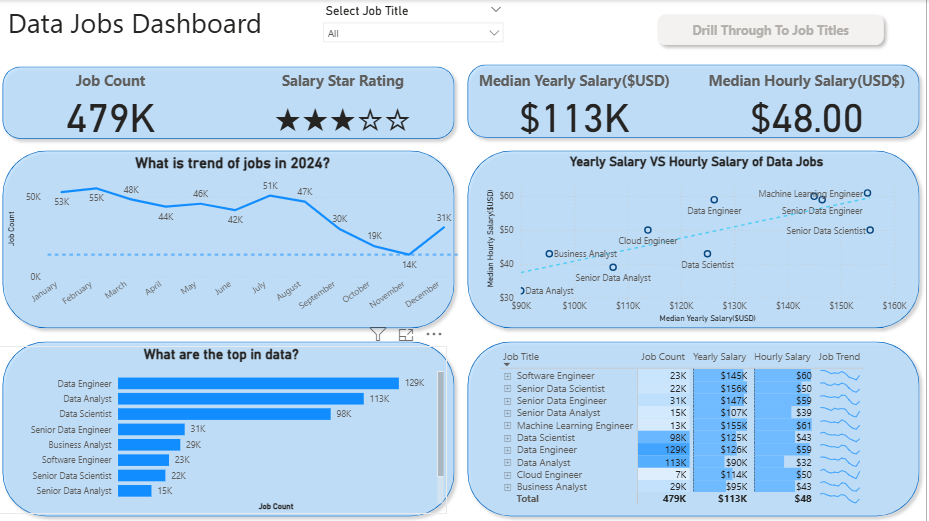 Data Jobs Dashboard
Select Job Title
All
Drill Through To Job Titles
Job Count
479K
Salary Star Rating
★★★☆☆
Median Yearly Salary($USD)
$113K
Median Hourly Salary(USD$)
$48.00
What is trend of jobs in 2024?
Job Count
50K
0K
53K
55K
48K
44K
46K
42K
51K
47K
30K
19K
14K
31K
January
February
March
April
May
June
July
August
September
October
November
December
Yearly Salary VS Hourly Salary of Data Jobs
Median Hourly Salary($USD)
$60
$50
$40
$30
Machine Learning Engineer
Data Engineer
Senior Data Engineer
Senior Data Scientist
Cloud Engineer
Business Analyst
Data Scientist
Senior Data Analyst
Data Analyst
$90K $100K $110K $120K $130K $140K $150K $160K
Median Yearly Salary($USD)
What are the top in data?
Data Engineer 129K
Data Analyst 113K
Data Scientist 98K
Senior Data Engineer 31K
Business Analyst 29K
Software Engineer 23K
Senior Data Scientist 22K
Senior Data Analyst 15K
Job Count
Job Title Job Count Yearly Salary Hourly Salary Job Trend
Software Engineer 23K $145K $60
Senior Data Scientist 22K $156K $50
Senior Data Engineer 31K $147K $59
Senior Data Analyst 15K $107K $39
Machine Learning Engineer 13K $155K $61
Data Scientist 98K $125K $43
Data Engineer 129K $126K $59
Data Analyst 113K $90K $32
Cloud Engineer 7K $114K $50
Business Analyst 29K $95K $43
Total 479K $113K $48